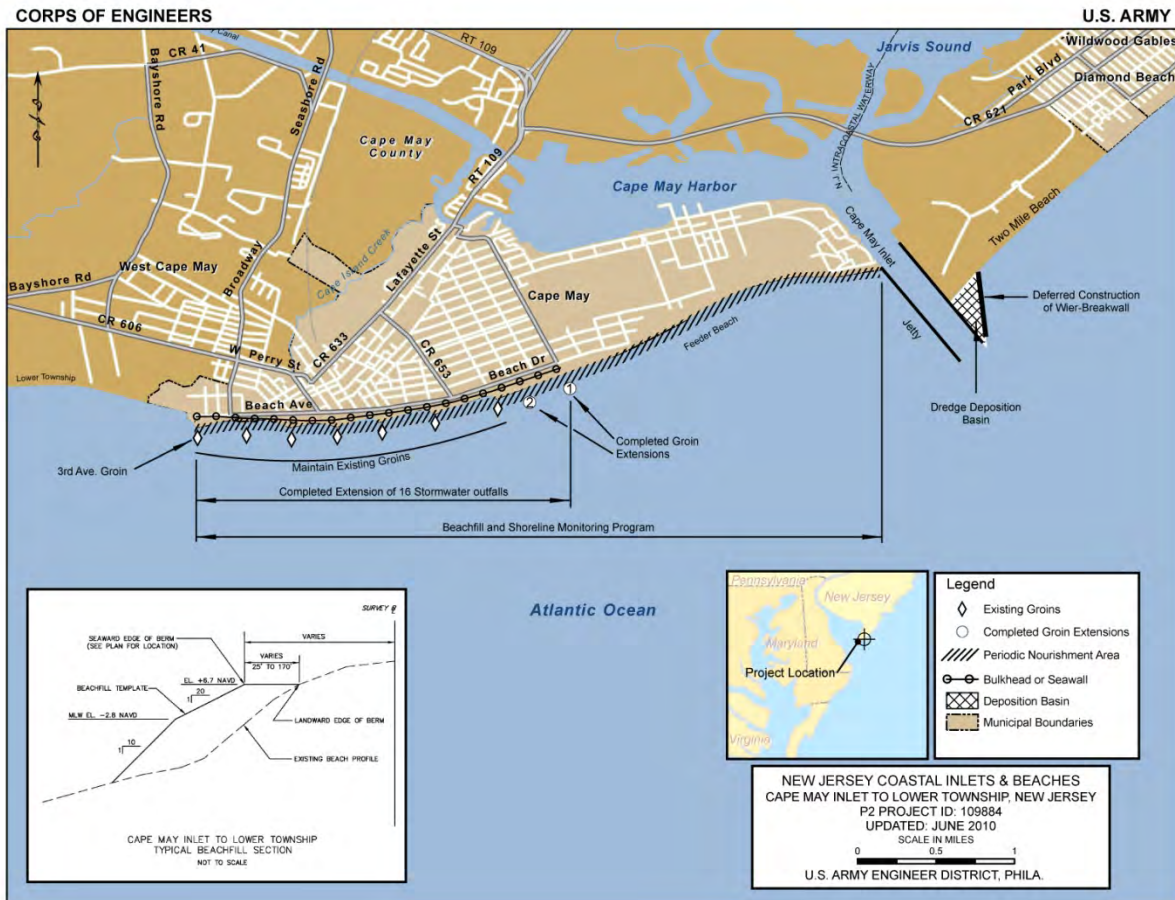 CORPS OF ENGINEERS
U.S. ARMY
CR 41
Bayshore Rd
Seashore Rd
Canal
RT 109
Jarvis Sound
Wildwood Gables
Park Blvd
Diamond Beach
CR 621
N.J. INTRACOASTAL WATERWAY
Cape May
County
RT 109
Cape May Harbor
Two Mile Beach
Cape May Inlet
West Cape May
Broadway
Cape Island Creek
Lafayette St
Bayshore Rd
Cape May
Deferred Construction
of Wier-Breakwall
CR 606
W. Perry St
CR 633
CR 653
Beach Dr
Feeder Beach
Jetty
Lower Township
Beach Ave
2
1
Dredge Deposition
Basin
3rd Ave. Groin
Maintain Existing Groins
Completed Groin
Extensions
Completed Extension of 16 Stormwater outfalls
Beachfill and Shoreline Monitoring Program
Atlantic Ocean
SURVEY
SEAWARD EDGE OF BERM
(SEE PLAN FOR LOCATION)
VARIES
VARIES
25' TO 170'
EL. +6.7 NAVD
20
1
BEACHFILL TEMPLATE
MLW EL. -2.8 NAVD
LANDWARD EDGE OF BERM
10
1
EXISTING BEACH PROFILE
CAPE MAY INLET TO LOWER TOWNSHIP
TYPICAL BEACHFILL SECTION
NOT TO SCALE
Pennsylvania
New Jersey
Maryland
Project Location
Virginia
Legend
Existing Groins
Completed Groin Extensions
Periodic Nourishment Area
Bulkhead or Seawall
Deposition Basin
Municipal Boundaries
NEW JERSEY COASTAL INLETS & BEACHES
CAPE MAY INLET TO LOWER TOWNSHIP, NEW JERSEY
P2 PROJECT ID: 109884
UPDATED: JUNE 2010
SCALE IN MILES
0 0.5 1
U.S. ARMY ENGINEER DISTRICT, PHILA.